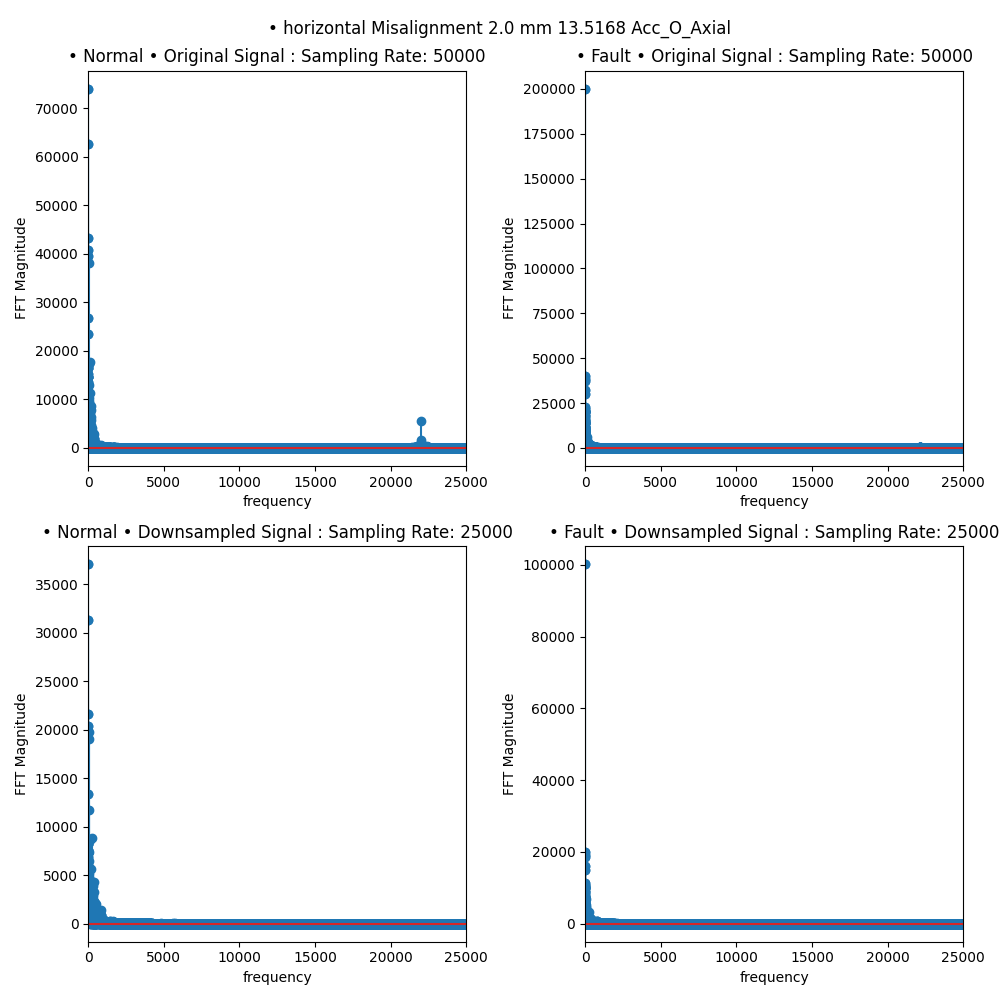 • horizontal Misalignment 2.0 mm 13.5168 Acc_O_Axial
• Normal • Original Signal : Sampling Rate: 50000
70000
60000
50000
40000
30000
20000
10000
0
FFT Magnitude
0 5000 10000 15000 20000 25000
frequency
• Fault • Original Signal : Sampling Rate: 50000
200000
175000
150000
125000
100000
75000
50000
25000
0
FFT Magnitude
0 5000 10000 15000 20000 25000
frequency
• Normal • Downsampled Signal : Sampling Rate: 25000
35000
30000
25000
20000
15000
10000
5000
0
FFT Magnitude
0 5000 10000 15000 20000 25000
frequency
• Fault • Downsampled Signal : Sampling Rate: 25000
100000
80000
60000
40000
20000
0
FFT Magnitude
0 5000 10000 15000 20000 25000
frequency